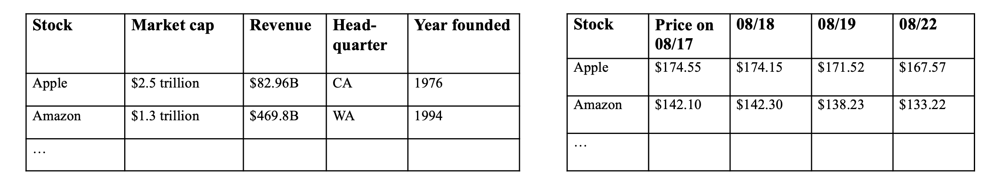 Stock Market cap Revenue Head-
quarter Year founded
Apple $2.5 trillion $82.96B CA 1976
Amazon $1.3 trillion $469.8B WA 1994
…
Stock Price on
08/17 08/18 08/19 08/22
Apple $174.55 $174.15 $171.52 $167.57
Amazon $142.10 $142.30 $138.23 $133.22
…